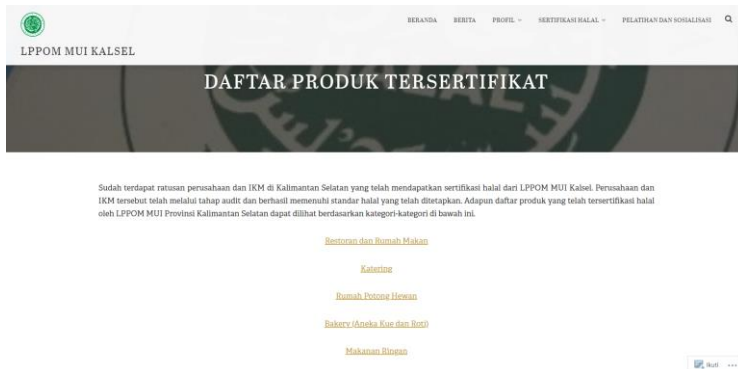 BERANDA BERITA PROFIL SERTIFIKASI HALAL PELATIHAN DAN SOSIALISASI
LPPOM MUI KALSEL
HALAL
DAFTAR PRODUK TERSERTIFIKAT
Sudah terdapat ratusan perusahaan dan IKM di Kalimantan Selatan yang telah mendapatkan sertifikasi halal dari LPPOM MUI Kalsel. Perusahaan dan
IKM tersebut telah melalui tahap audit dan berhasil memenuhi standar halal yang telah ditetapkan. Adapun daftar produk yang telah tersertifikasi halal
oleh LPPOM MUI Provinsi Kalimantan Selatan dapat dilihat berdasarkan kategori-kategori di bawah ini.
Restoran dan Rumah Makan
Katering
Rumah Potong Hewan
Bakery (Aneka Kue dan Roti)
Makanan Ringan
Ikuti ...